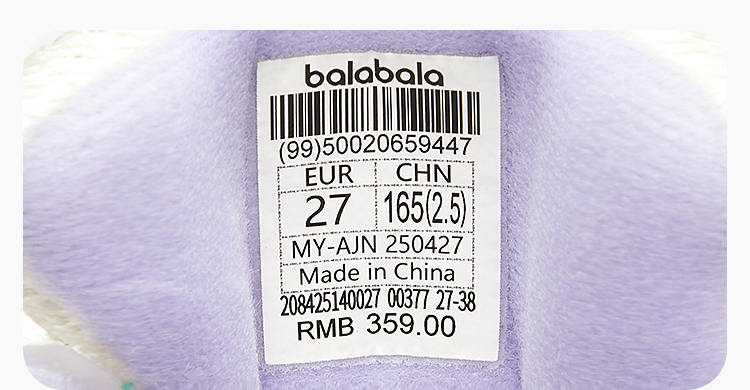 balabala
(99)50020659447
EUR CHN
27 165(2.5)
MY-AJN 250427
Made in China
208425140027 00377 27-38
RMB 359.00